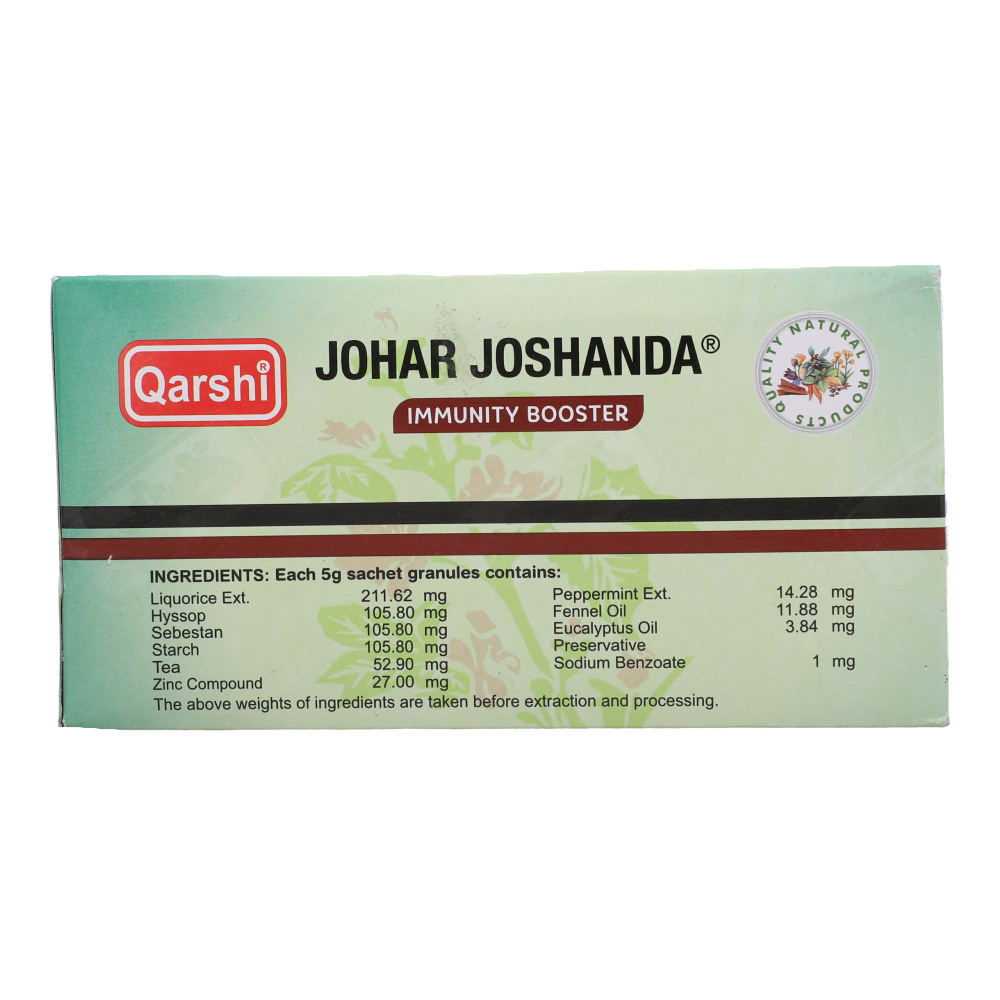 Qarshi®
JOHAR JOSHANDA®
IMMUNITY BOOSTER
QUALITY NATURAL PRODUCTS
INGREDIENTS: Each 5g sachet granules contains:
Liquorice Ext. 211.62 mg
Hyssop 105.80 mg
Sebestan 105.80 mg
Starch 105.80 mg
Tea 52.90 mg
Zinc Compound 27.00 mg
Peppermint Ext. 14.28 mg
Fennel Oil 11.88 mg
Eucalyptus Oil 3.84 mg
Preservative
Sodium Benzoate 1 mg
The above weights of ingredients are taken before extraction and processing.